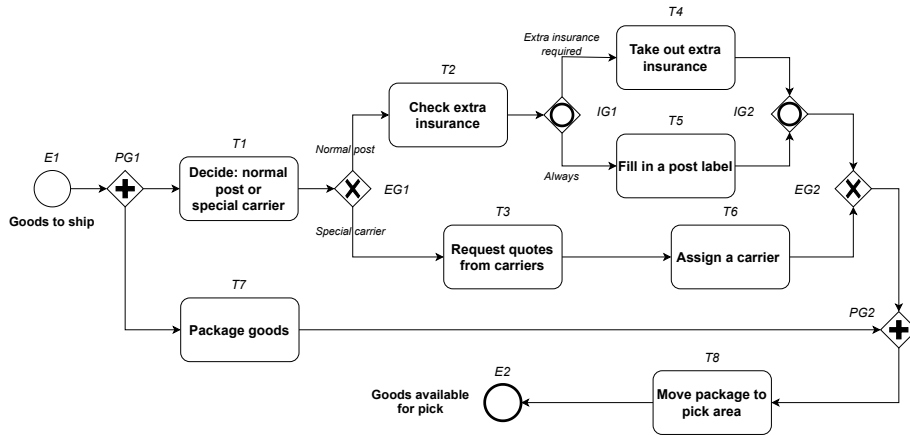 T4
Extra insurance
required
Take out extra
insurance
T2
Check extra
insurance
IG1
IG2
T5
Normal post
Always
Fill in a post label
E1
PG1
T1
Decide: normal
post or
special carrier
EG1
EG2
Goods to ship
Special carrier
T3
Request quotes
from carriers
T6
Assign a carrier
T7
Package goods
PG2
E2
Goods available
for pick
T8
Move package to
pick area